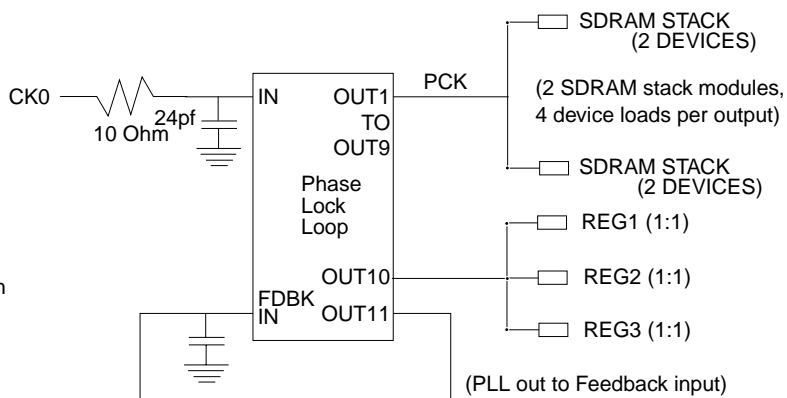 SDRAM STACK
(2 DEVICES)
CK0
10 Ohm
24pf
IN
OUT1
TO
OUT9
PCK
(2 SDRAM stack modules,
4 device loads per output)
SDRAM STACK
(2 DEVICES)
Phase
Lock
Loop
REG1 (1:1)
OUT10
REG2 (1:1)
n
FDBK
IN
OUT11
REG3 (1:1)
(PLL out to Feedback input)